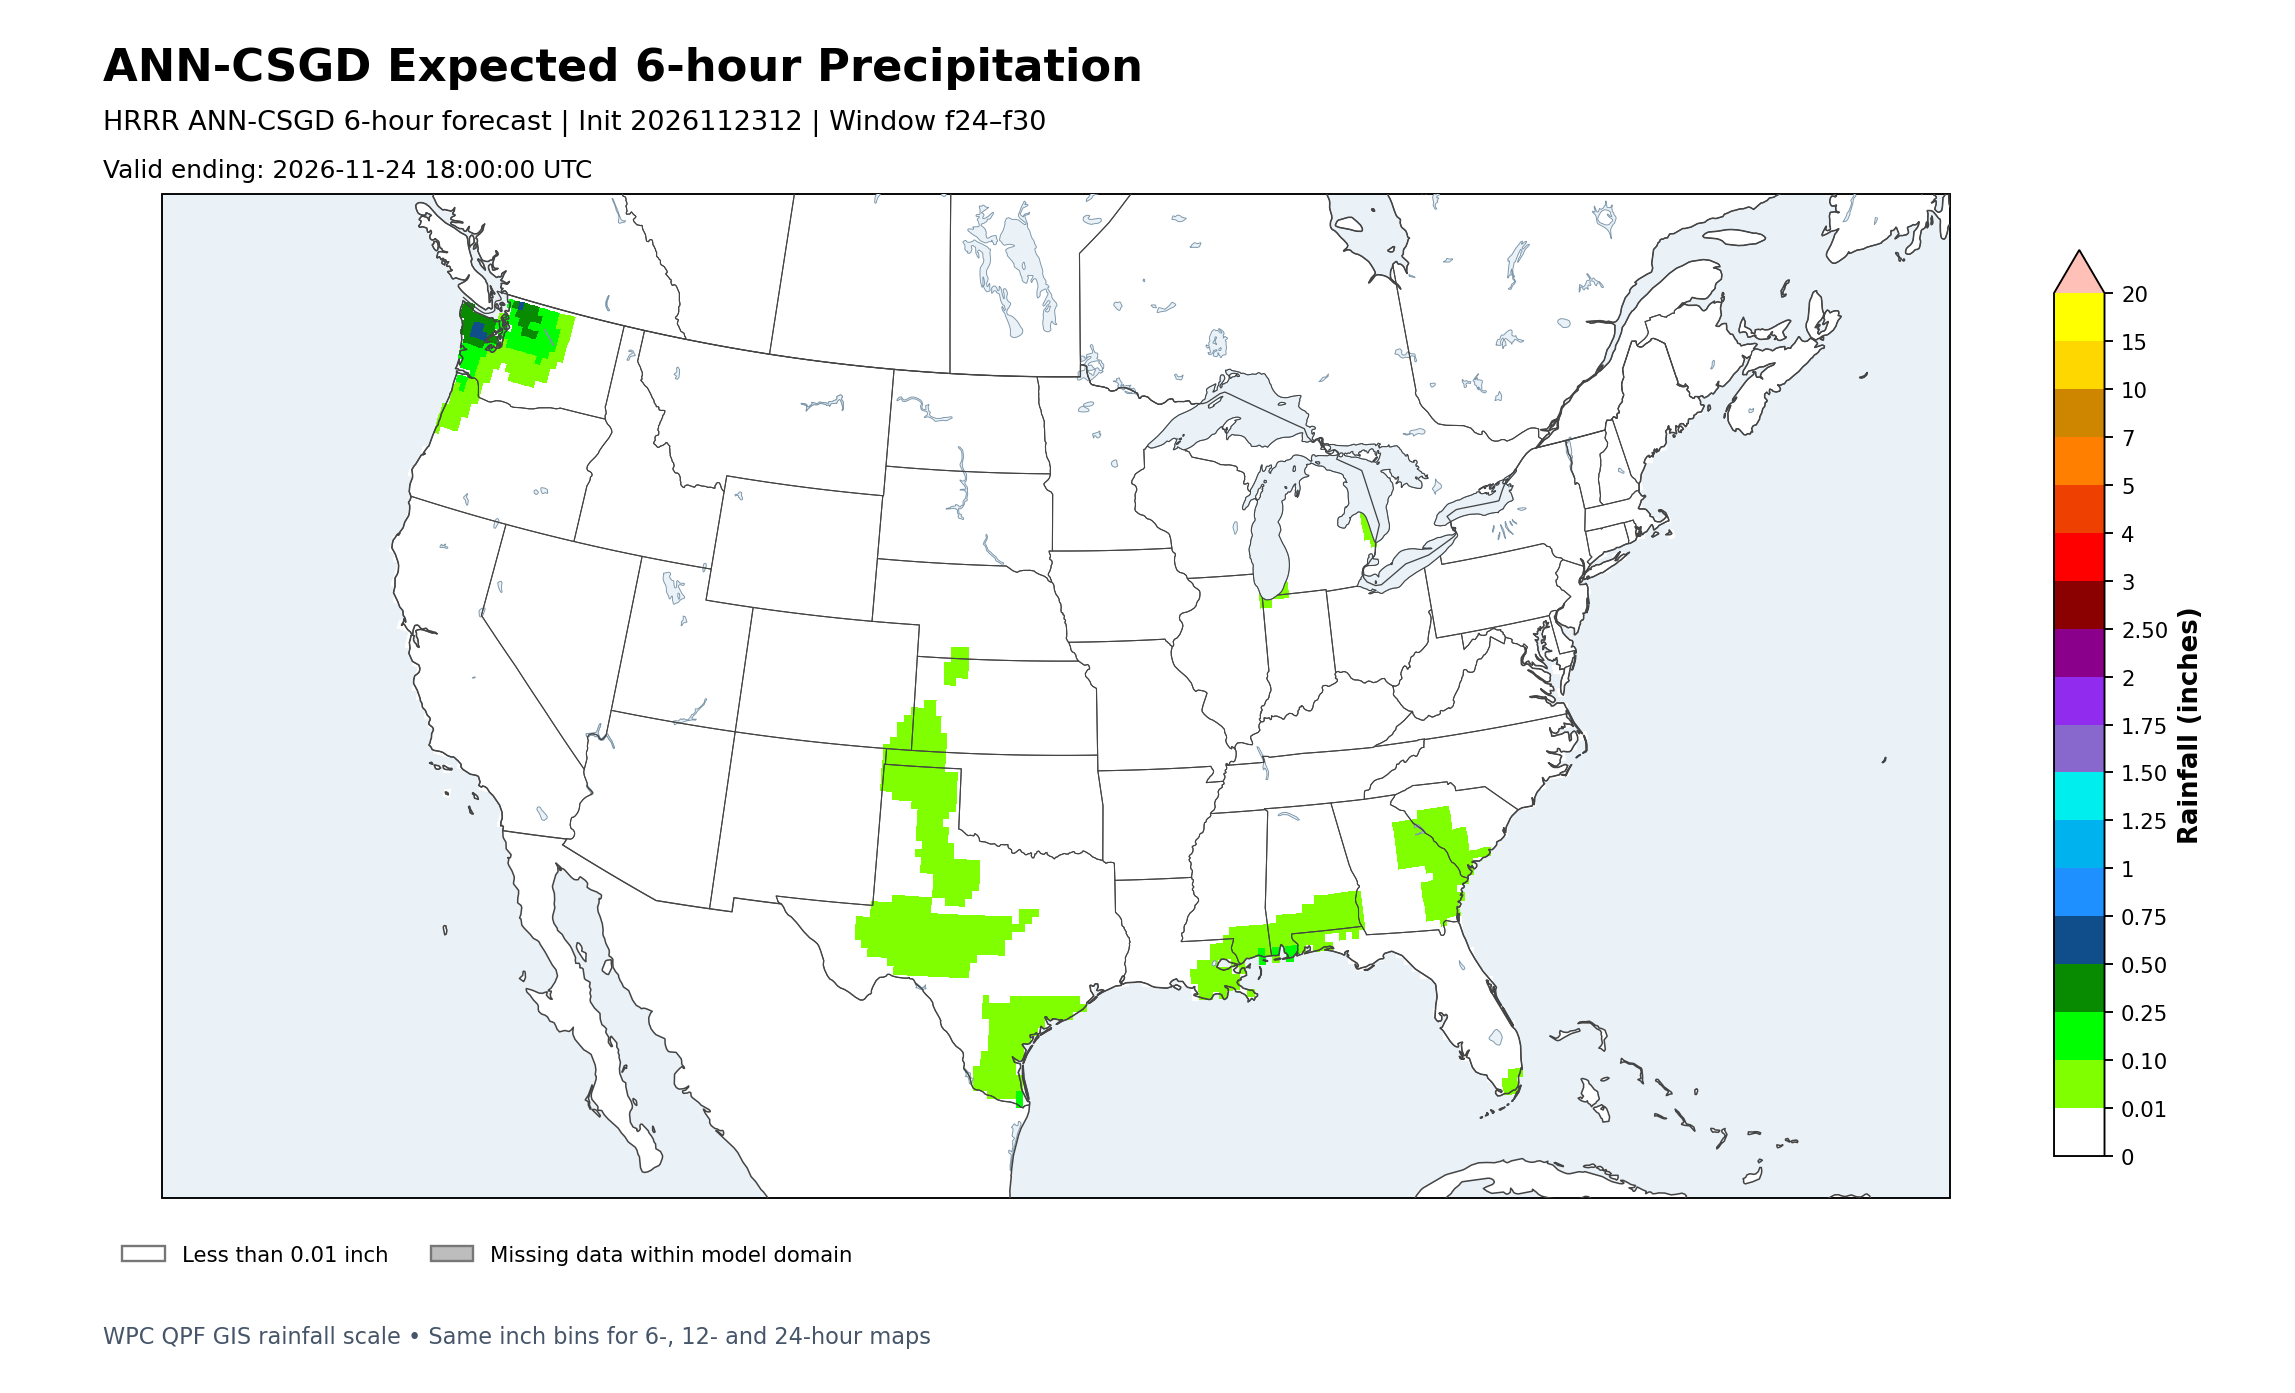 ANN-CSGD Expected 6-hour Precipitation
HRRR ANN-CSGD 6-hour forecast | Init 2026112312 | Window f24–f30
Valid ending: 2026-11-24 18:00:00 UTC
20
15
10
7
5
4
3
2.50
2
1.75
1.50
1.25
1
0.75
0.50
0.25
0.10
0.01
0
Rainfall (inches)
Less than 0.01 inch
Missing data within model domain
WPC QPF GIS rainfall scale • Same inch bins for 6-, 12- and 24-hour maps